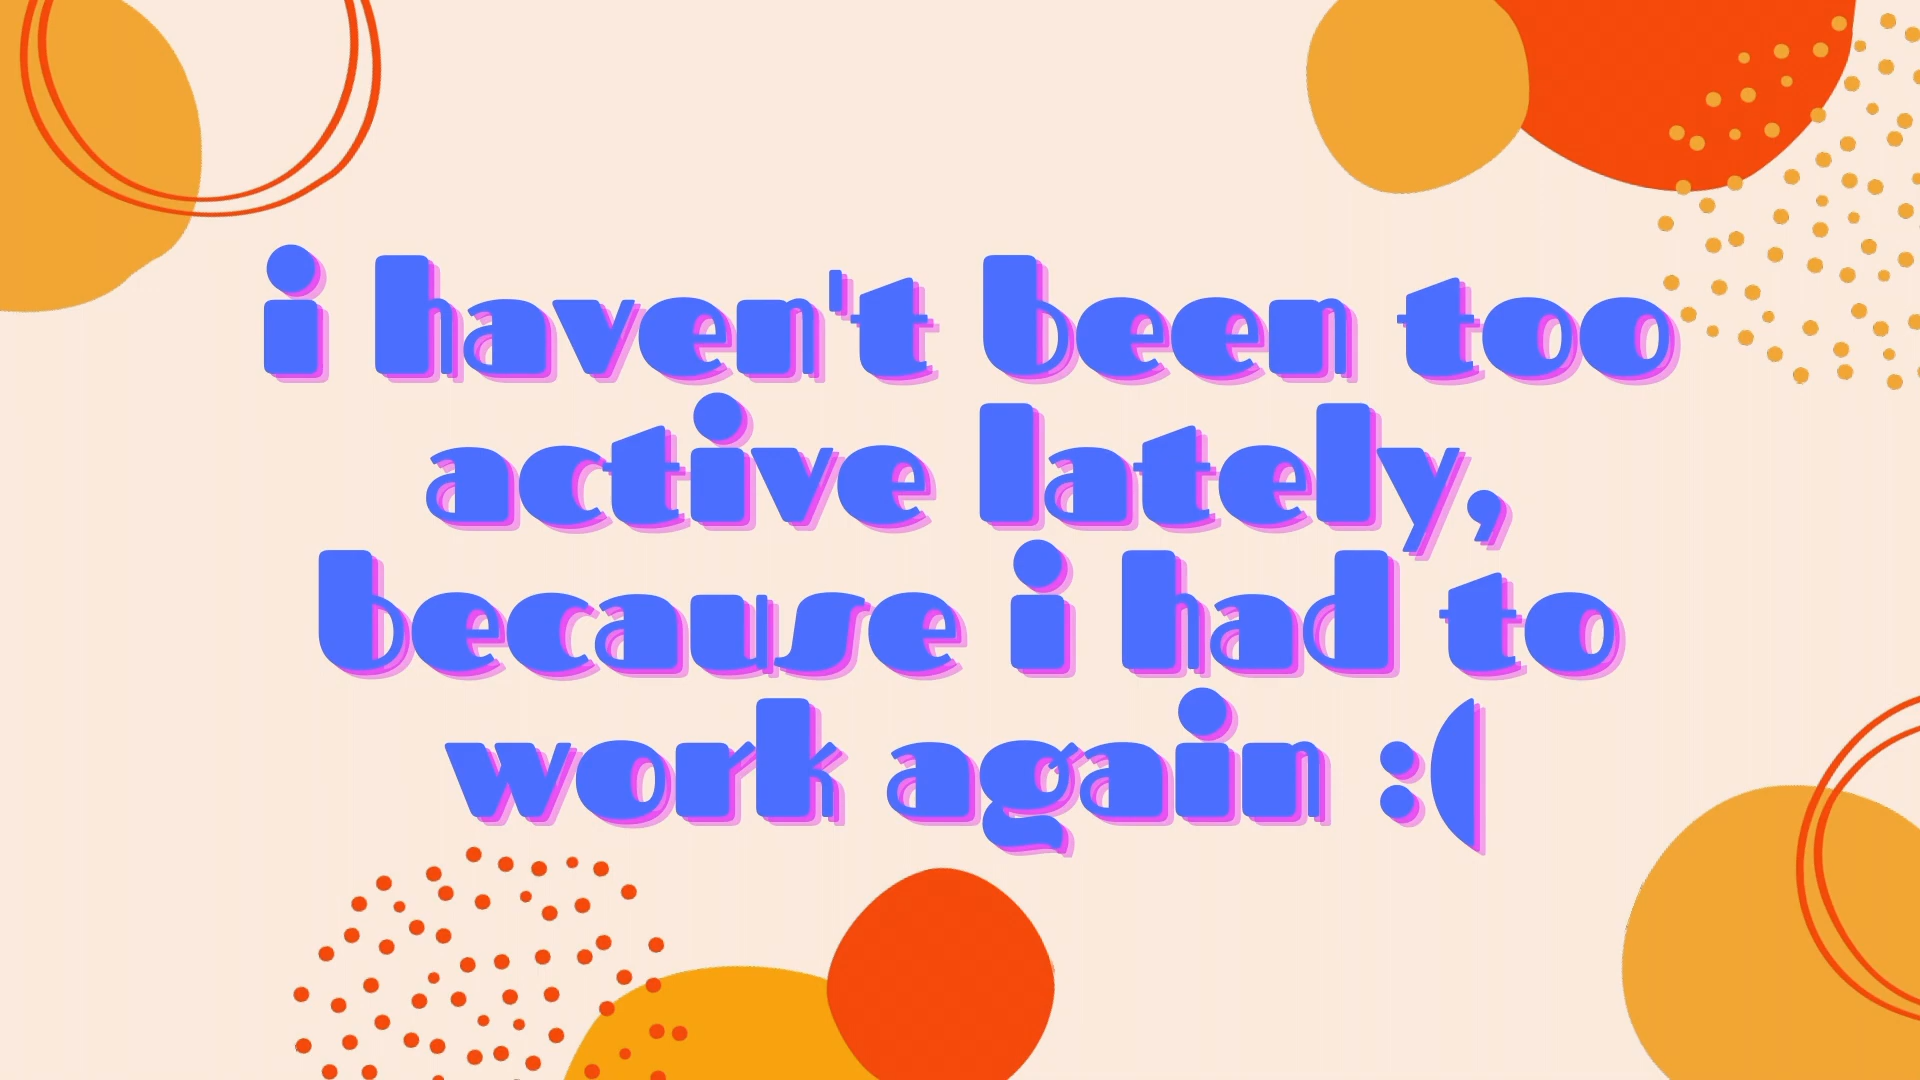 i haven't been too
active lately,
because i had to
work again :(